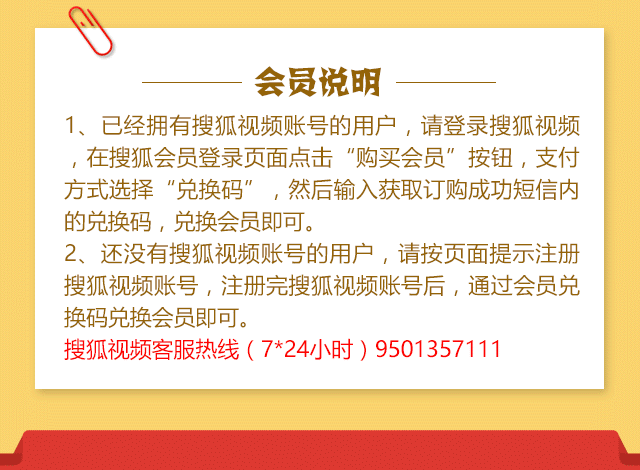 会员说明
1、已经拥有搜狐视频账号的用户，请登录搜狐视频
，在搜狐会员登录页面点击“购买会员”按钮，支付
方式选择“兑换码”，然后输入获取订购成功短信内
的兑换码，兑换会员即可。
2、还没有搜狐视频账号的用户，请按页面提示注册
搜狐视频账号，注册完搜狐视频账号后，通过会员兑
换码兑换会员即可。
搜狐视频客服热线（7*24小时）9501357111